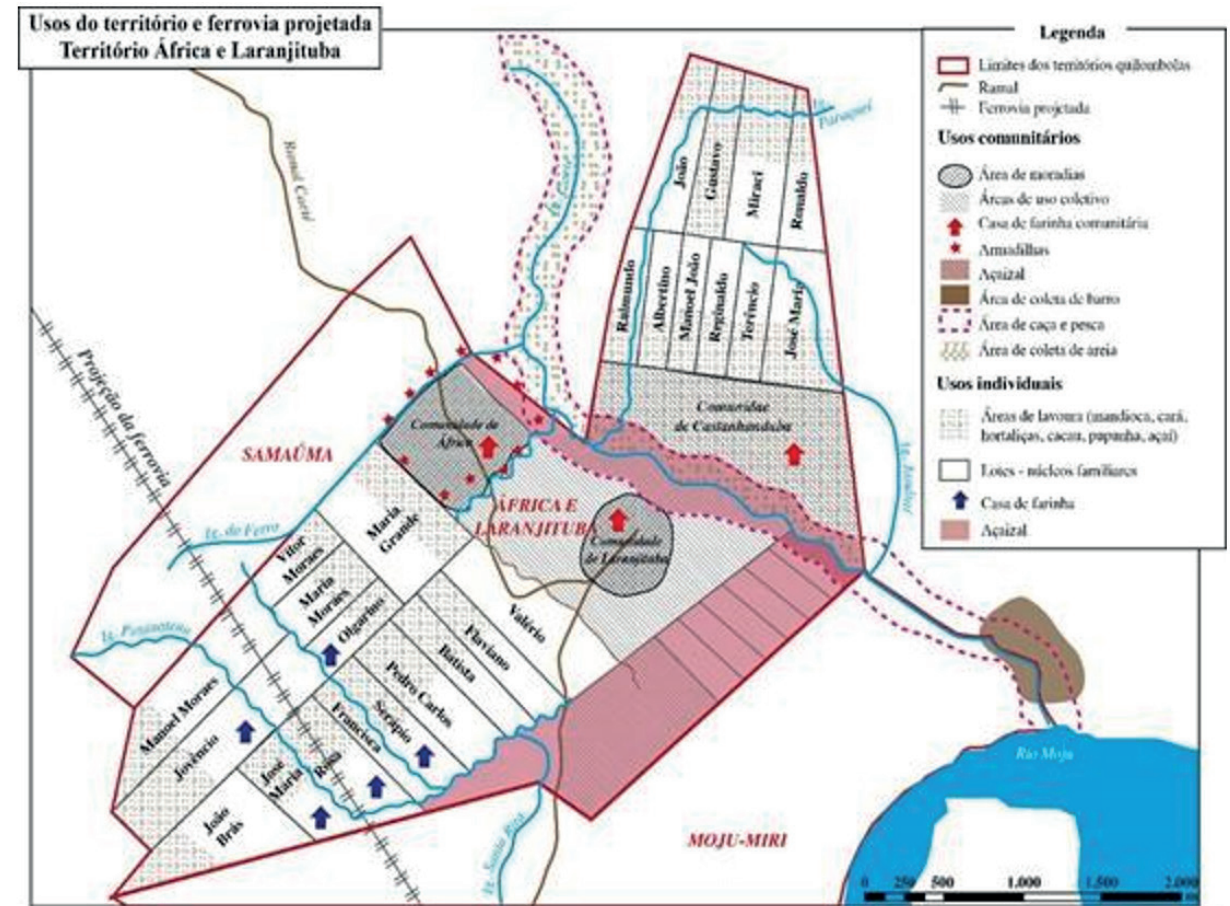 Usos do território e ferrovia projetada
Território África e Laranjituba
Legenda
Limites dos territórios quilombolas
Ramal
Ferrovia projetada
Usos comunitários
Área de moradias
Áreas de uso coletivo
Casa de farinha comunitária
Armadilhas
Açaizal
Área de coleta de barro
Área de caça e pesca
Área de coleta de areia
Usos individuais
Áreas de lavoura (mandioca, cará,
hortaliças, cacau, pupunha, açaí)
Lotes - núcleos familiares
Casa de farinha
Açaizal
Ramal
João
Gustavo
Miraci
Ronaldo
Raimundo
Albertino
Manoel João
Reginaldo
Terêncio
José Maria
Comunidae
de Castanhanduba
Projeção da ferrovia
SAMAÚMA
Comunidade de
África
ÁFRICA E
LARANJITUBA
Comunidade
de Laranjituba
Maria
Grande
Ig. do Ferro
Vitor
Moraes
Maria
Moraes
Olgarino
Valério
Flaviano
Batista
Pedro Carlos
Serápio
Francisca
Rosa
José
Maria
João
Brás
Manoel Moraes
Jovêncio
Ig. Santa Rita
MOJU-MIRI
Rio Moju
0 250 500 1.000 1.500 2.000
m